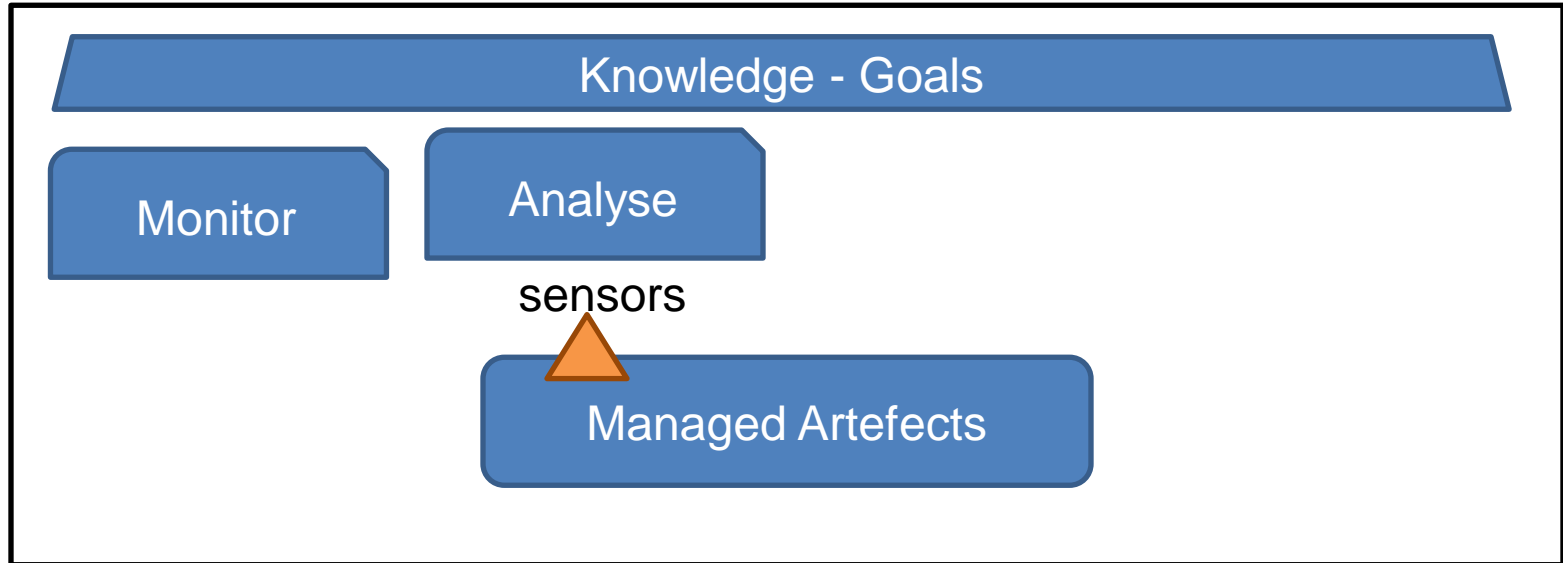 Knowledge - Goals
Monitor
Analyse
sensors
Managed Artefects